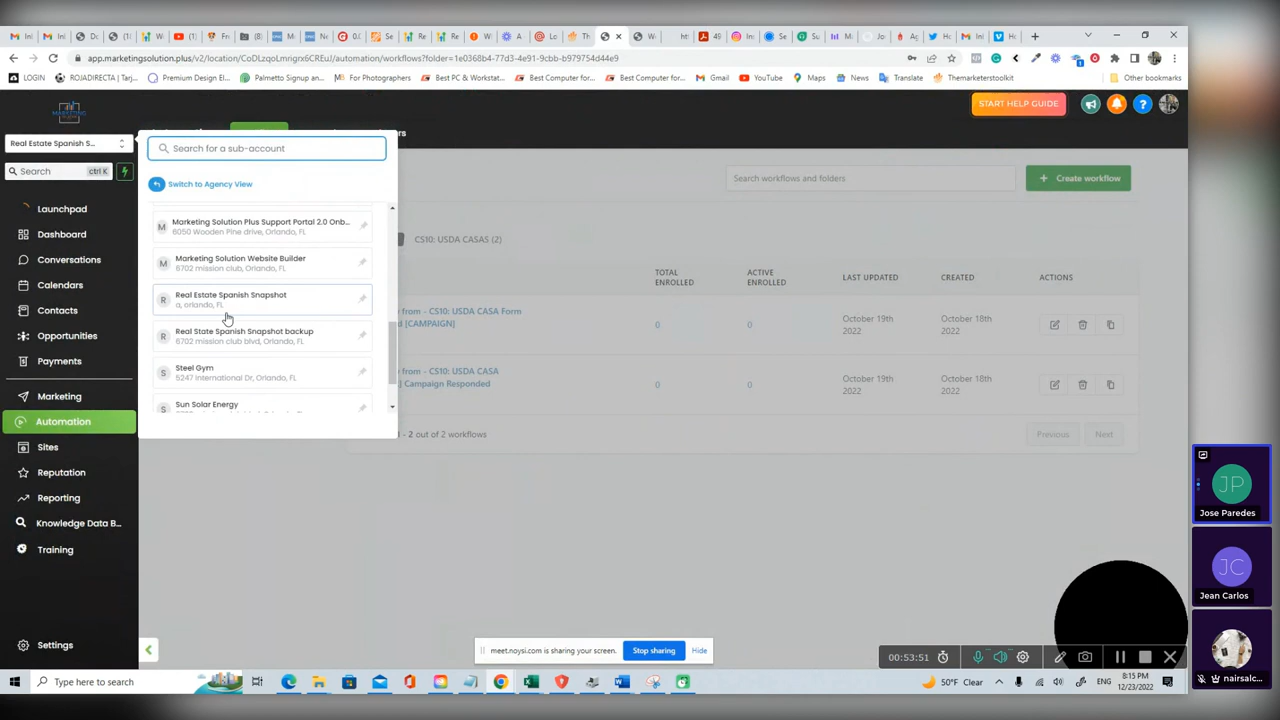 app.marketingsolution.plus/v2/location/CoDLzqoLmrigrx6CREuJ/automation/workflows?folder=1e0368b4-77d3-4e91-9cbb-b979754d44e9
LOGIN
ROJADIRECTA | Tarj...
Premium Design El...
Palmetto Signup an...
For Photographers
Best PC & Workstat...
Best Computer for...
Best Computer for...
Gmail
YouTube
Maps
News
Translate
Themarketerstoolkit
Other bookmarks
START HELP GUIDE
MARKETING
Real Estate Spanish S...
Search
ctrl K
Launchpad
Dashboard
Conversations
Calendars
Contacts
Opportunities
Payments
Marketing
Automation
Sites
Reputation
Reporting
Knowledge Data B...
Training
Settings
Search for a sub-account
Switch to Agency View
M
Marketing Solution Plus Support Portal 2.0 Onb...
6050 Wooden Pine drive, Orlando, FL
M
Marketing Solution Website Builder
6702 mission club, Orlando, FL
R
Real Estate Spanish Snapshot
a, orlando, FL
R
Real State Spanish Snapshot backup
6702 mission club blvd, Orlando, FL
S
Steel Gym
5247 International Dr, Orlando, FL
S
Sun Solar Energy
Search workflows and folders
+ Create workflow
CS10: USDA CASAS (2)
TOTAL ENROLLED
ACTIVE ENROLLED
LAST UPDATED
CREATED
ACTIONS
from - CS10: USDA CASA Form
[CAMPAIGN]
0
0
October 19th 2022
October 18th 2022
from - CS10: USDA CASA
] Campaign Responded
0
0
October 19th 2022
October 18th 2022
1 - 2 out of 2 workflows
Previous
Next
meet.noysi.com is sharing your screen.
Stop sharing
Hide
00:53:51
JP
Jose Paredes
JC
Jean Carlos
nairsalc...
Type here to search
50°F Clear
ENG
8:15 PM
12/23/2022